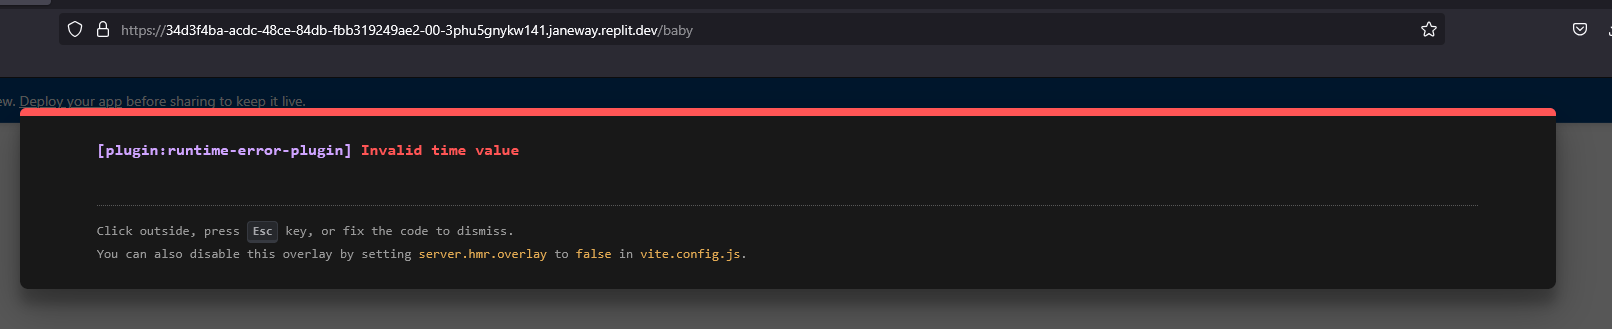 https://34d3f4ba-acdc-48ce-84db-fbb319249ae2-00-3phu5gnykw141.janeway.replit.dev/baby
ew. Deploy your app before sharing to keep it live.
[plugin:runtime-error-plugin] Invalid time value
Click outside, press Esc key, or fix the code to dismiss.
You can also disable this overlay by setting server.hmr.overlay to false in vite.config.js.